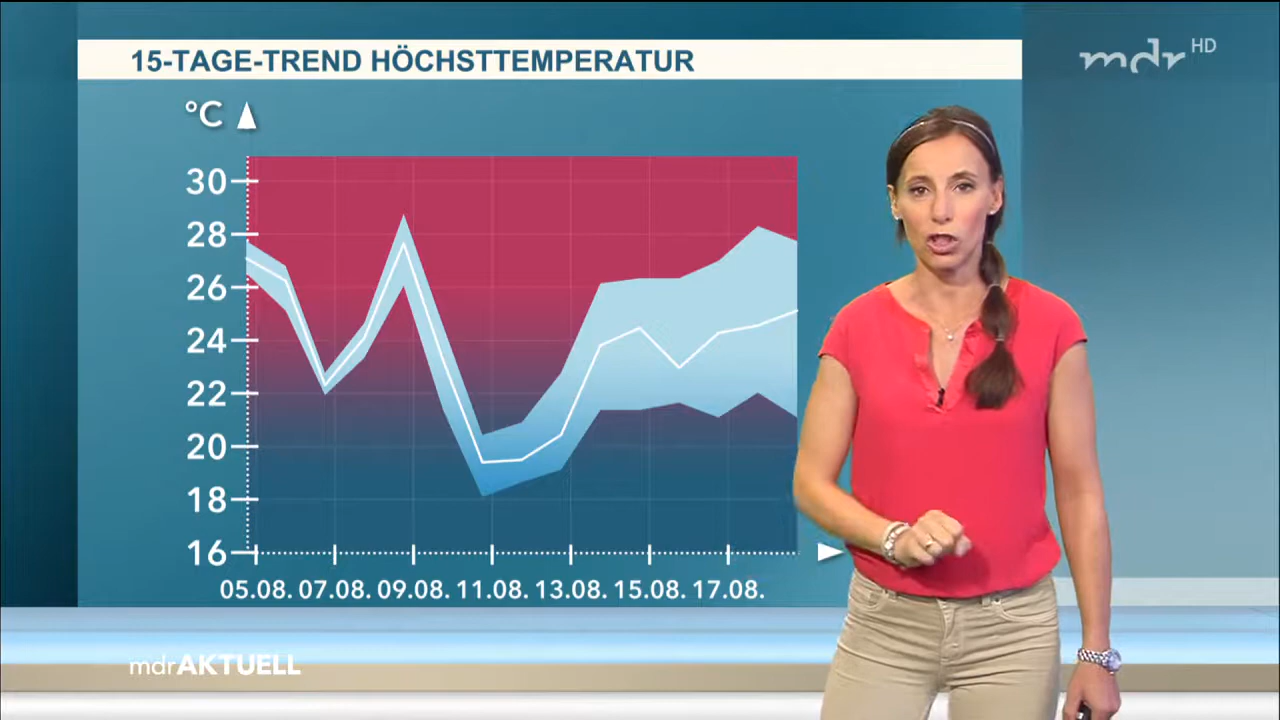 15-TAGE-TREND HÖCHSTTEMPERATUR
mdr HD
°C
30
28
26
24
22
20
18
16
05.08. 07.08. 09.08. 11.08. 13.08. 15.08. 17.08.
mdrAKTUELL